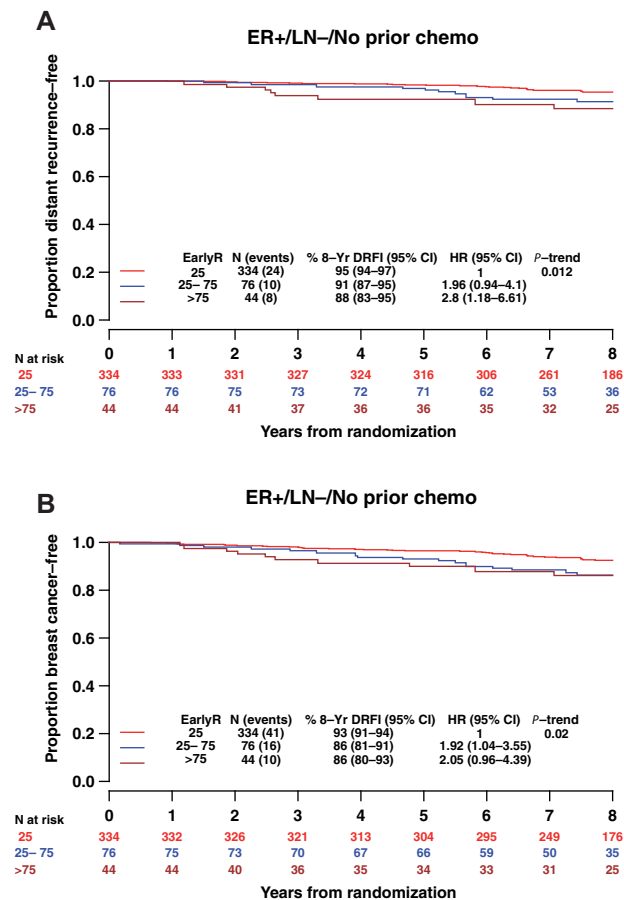 A
ER+/LN–/No prior chemo
Proportion distant recurrence–free
1.0
0.8
0.6
0.4
0.2
0.0
EarlyR N (events) % 8–Yr DRFI (95% CI) HR (95% CI) P–trend
25 334 (24) 95 (94–97) 1 0.012
25– 75 76 (10) 91 (87–95) 1.96 (0.94–4.1)
>75 44 (8) 88 (83–95) 2.8 (1.18–6.61)
0 1 2 3 4 5 6 7 8
N at risk
25 334 333 331 327 324 316 306 261 186
25– 75 76 76 75 73 72 71 62 53 36
>75 44 44 41 37 36 36 35 32 25
Years from randomization
B
ER+/LN–/No prior chemo
Proportion breast cancer–free
1.0
0.8
0.6
0.4
0.2
0.0
EarlyR N (events) % 8–Yr DRFI (95% CI) HR (95% CI) P–trend
25 334 (41) 93 (91–94) 1 0.02
25– 75 76 (16) 86 (81–91) 1.92 (1.04–3.55)
>75 44 (10) 86 (80–93) 2.05 (0.96–4.39)
0 1 2 3 4 5 6 7 8
N at risk
25 334 332 326 321 313 304 295 249 176
25– 75 76 75 73 70 67 66 59 50 35
>75 44 44 40 36 35 34 33 31 25
Years from randomization